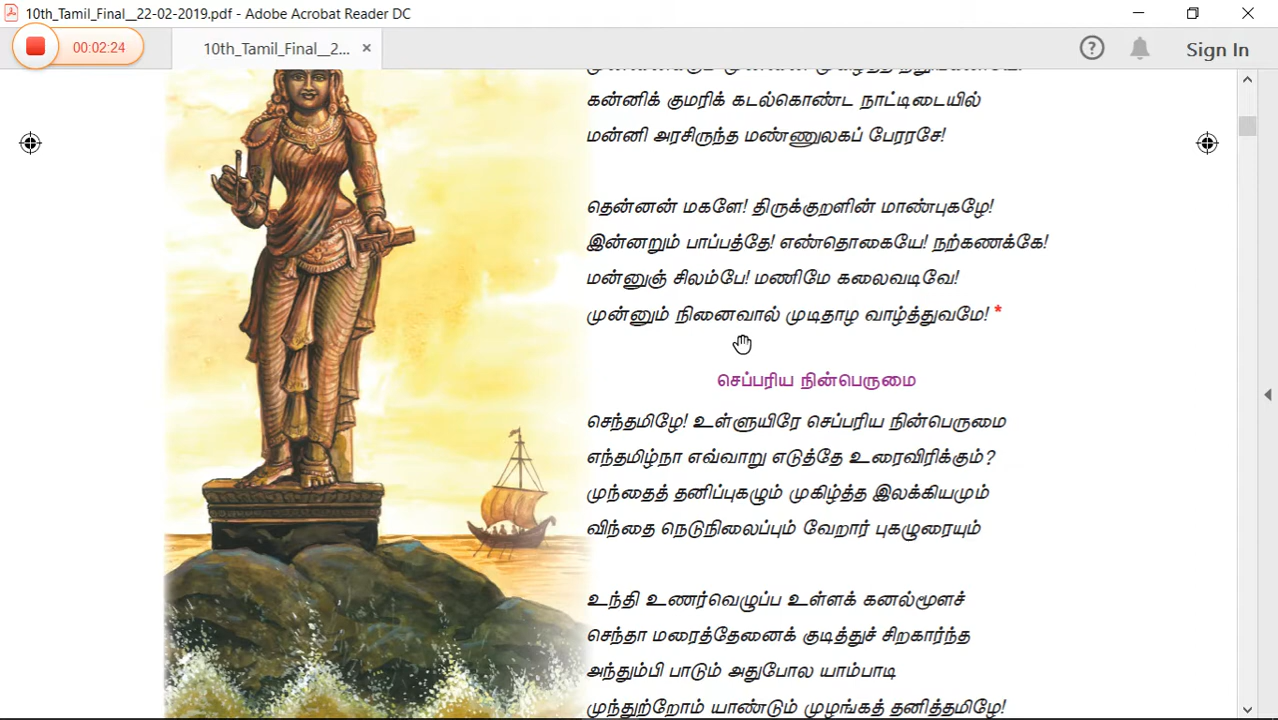 10th_Tamil_Final__22-02-2019.pdf - Adobe Acrobat Reader DC
00:02:24
10th_Tamil_Final__2...
Sign In
கன்னிக் குமரிக் கடல்கொண்ட நாட்டிடையில்
மன்னி அரசிருந்த மண்ணுலகப் பேரரசே!
தென்னன் மகளே! திருக்குறளின் மாண்புகழே!
இன்னறும் பாப்பத்தே! எண்தொகையே! நற்கணக்கே!
மன்னுஞ் சிலம்பே! மணிமே கலைவடிவே!
முன்னும் நினைவால் முடிதாழ வாழ்த்துவமே! *
செப்பரிய நின்பெருமை
செந்தமிழே! உள்ளுயிரே செப்பரிய நின்பெருமை
எந்தமிழ்நா எவ்வாறு எடுத்தே உரைவிரிக்கும்?
முந்தைத் தனிப்புகழும் முகிழ்த்த இலக்கியமும்
விந்தை நெடுநிலைப்பும் வேறார் புகழுரையும்
உந்தி உணர்வெழுப்ப உள்ளக் கனல்மூளச்
செந்தா மரைத்தேனைக் குடித்துச் சிறகார்ந்த
அந்தும்பி பாடும் அதுபோல யாம்பாடி
முந்துற்றோம் யாண்டும் முழங்கத் தனித்தமிழே!